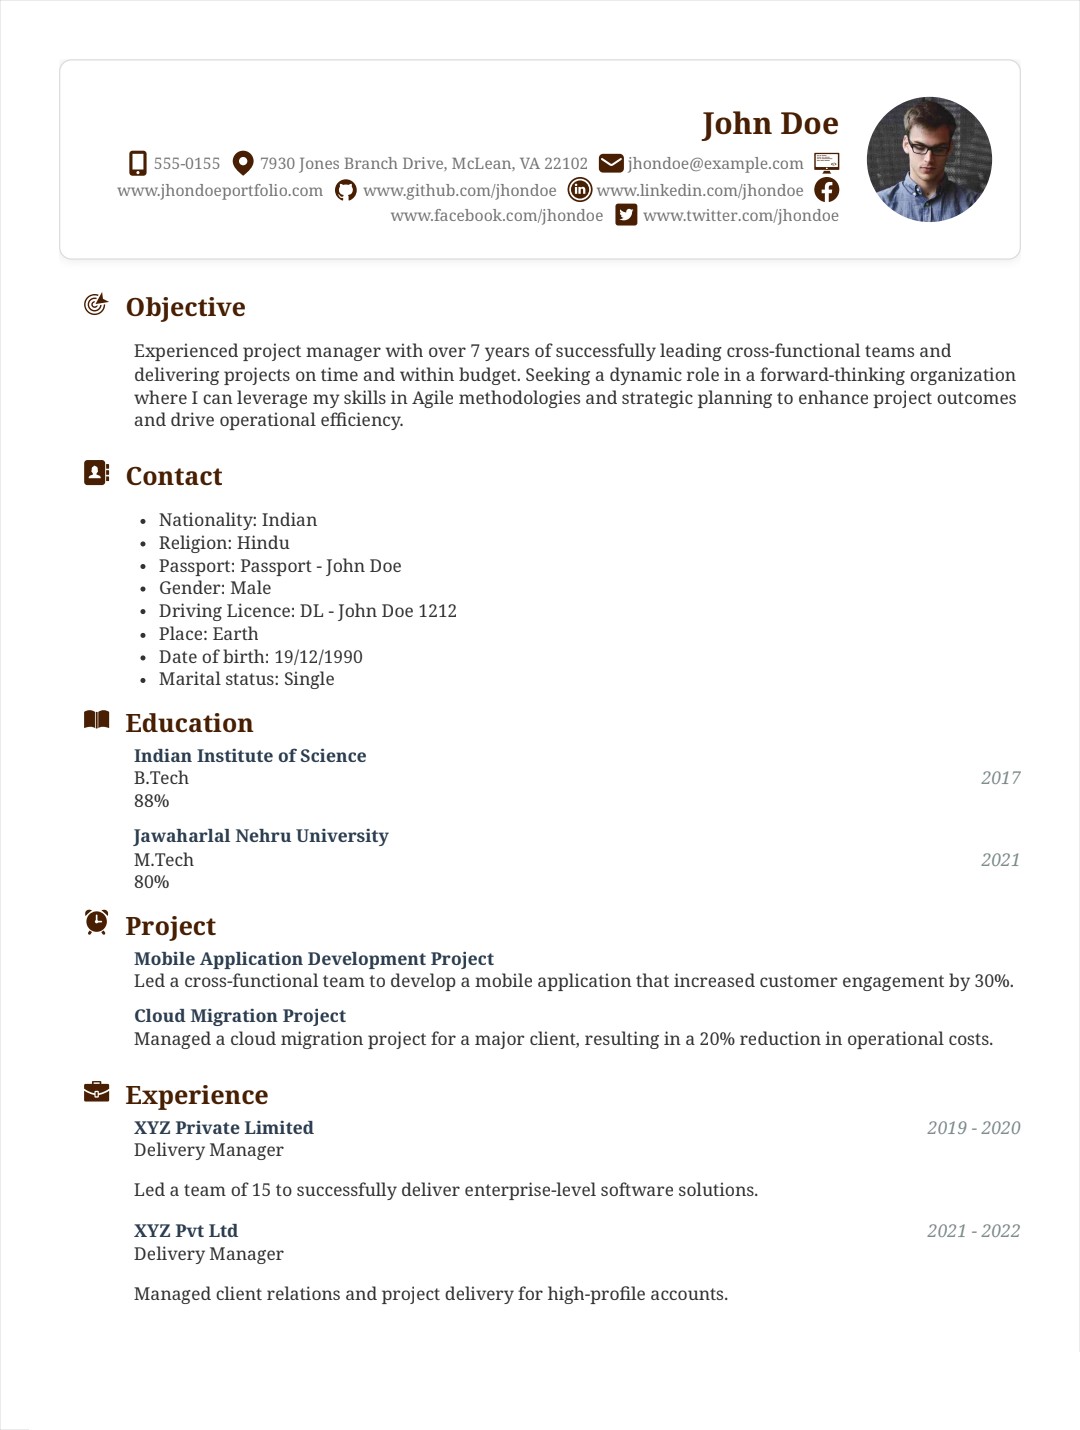 John Doe
555-0155 7930 Jones Branch Drive, McLean, VA 22102 jhondoe@example.com
www.jhondoeportfolio.com www.github.com/jhondoe www.linkedin.com/jhondoe
www.facebook.com/jhondoe www.twitter.com/jhondoe
Objective
Experienced project manager with over 7 years of successfully leading cross-functional teams and
delivering projects on time and within budget. Seeking a dynamic role in a forward-thinking organization
where I can leverage my skills in Agile methodologies and strategic planning to enhance project outcomes
and drive operational efficiency.
Contact
• Nationality: Indian
• Religion: Hindu
• Passport: Passport - John Doe
• Gender: Male
• Driving Licence: DL - John Doe 1212
• Place: Earth
• Date of birth: 19/12/1990
• Marital status: Single
Education
Indian Institute of Science
B.Tech 2017
88%
Jawaharlal Nehru University
M.Tech 2021
80%
Project
Mobile Application Development Project
Led a cross-functional team to develop a mobile application that increased customer engagement by 30%.
Cloud Migration Project
Managed a cloud migration project for a major client, resulting in a 20% reduction in operational costs.
Experience
XYZ Private Limited 2019 - 2020
Delivery Manager
Led a team of 15 to successfully deliver enterprise-level software solutions.
XYZ Pvt Ltd 2021 - 2022
Delivery Manager
Managed client relations and project delivery for high-profile accounts.